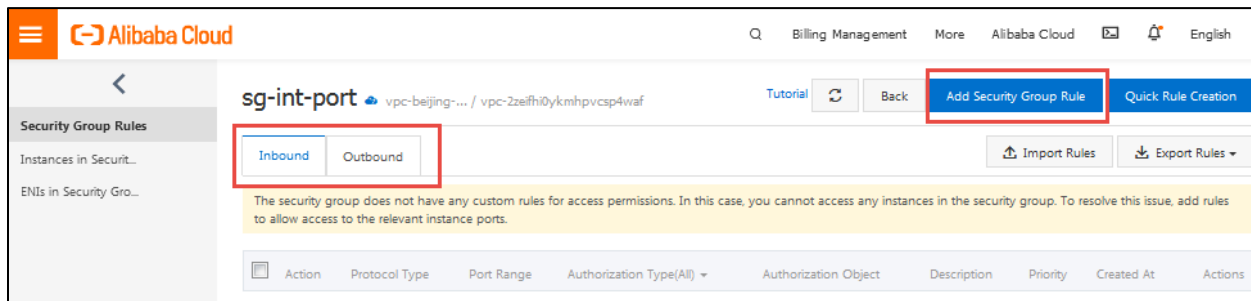 Alibaba Cloud
Billing Management More Alibaba Cloud English
sg-int-port vpc-beijing-... / vpc-2zeifhi0ykmhpvcsp4waf Tutorial Back Add Security Group Rule Quick Rule Creation
Security Group Rules
Instances in Securit...
ENIs in Security Gro...
Inbound Outbound Import Rules Export Rules
The security group does not have any custom rules for access permissions. In this case, you cannot access any instances in the security group. To resolve this issue, add rules
to allow access to the relevant instance ports.
Action Protocol Type Port Range Authorization Type(All) Authorization Object Description Priority Created At Actions